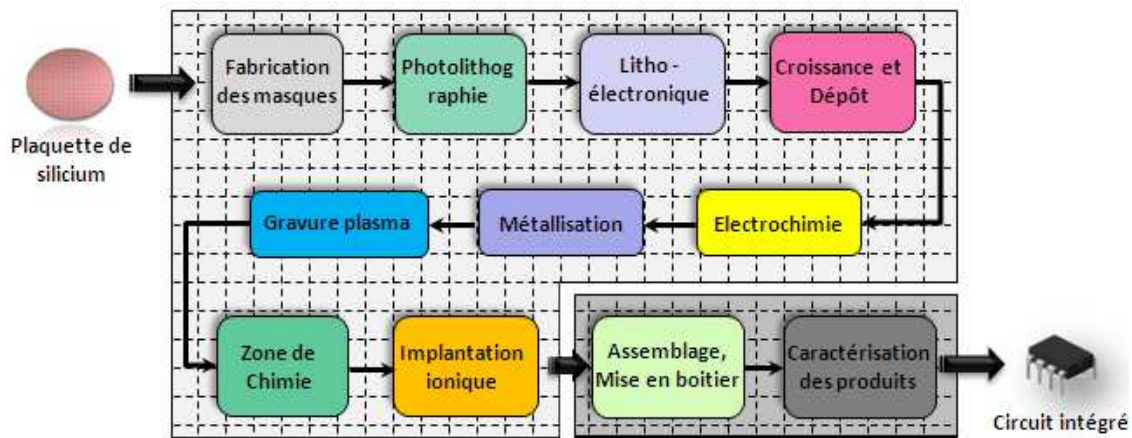 Plaquette de
silicium
Fabrication
des masques
Photolithog
raphie
Litho -
électronique
Croissance et
Dépôt
Electrochimie
Métallisation
Gravure plasma
Zone de
Chimie
Implantation
ionique
Assemblage,
Mise en boitier
Caractérisation
des produits
Circuit intégré